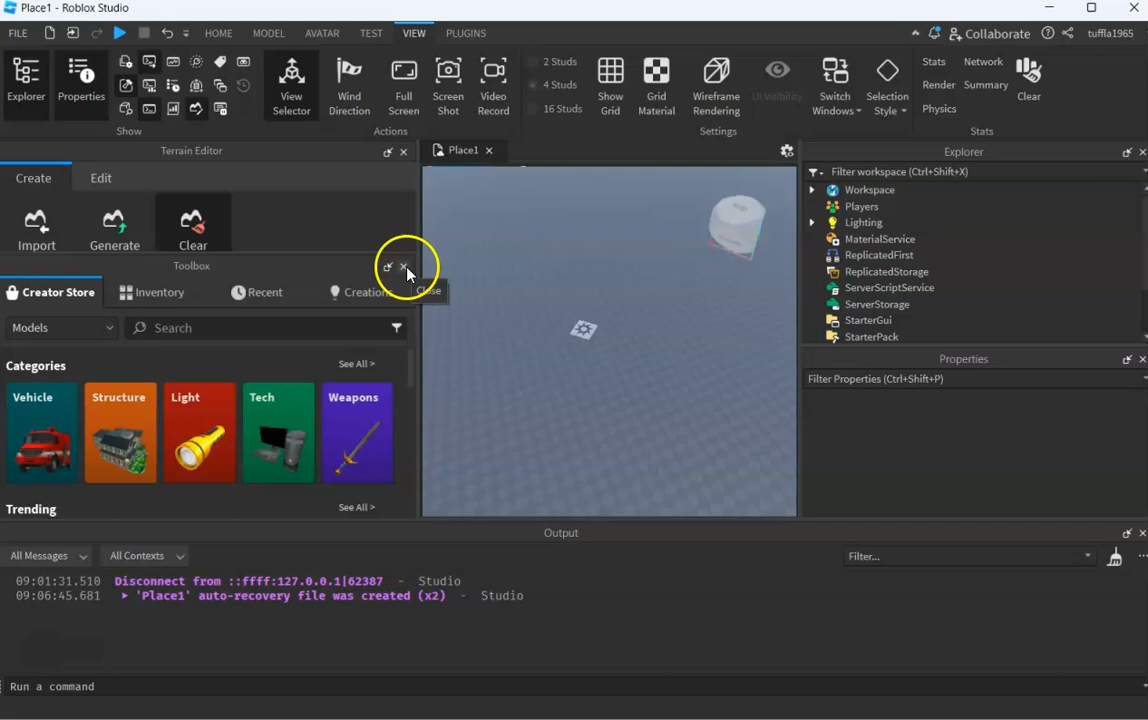 Place1 - Roblox Studio
FILE HOME MODEL AVATAR TEST VIEW PLUGINS Collaborate tuffla1965
Explorer Properties
Show
View Selector
Wind Direction
Full Screen
Screen Shot
Video Record
Actions
2 Studs
4 Studs
16 Studs
Show Grid
Grid Material
Wireframe Rendering
UI Visibility
Switch Windows
Selection Style
Settings
Stats Network
Render Summary
Physics
Clear
Stats
Terrain Editor
Create Edit
Import Generate Clear
Toolbox
Close
Creator Store Inventory Recent Creations
Models Search
Categories See All >
Vehicle Structure Light Tech Weapons
Trending See All >
Place1
Explorer
Filter workspace (Ctrl+Shift+X)
Workspace
Players
Lighting
MaterialService
ReplicatedFirst
ReplicatedStorage
ServerScriptService
ServerStorage
StarterGui
StarterPack
Properties
Filter Properties (Ctrl+Shift+P)
Output
All Messages All Contexts Filter...
09:01:31.510 Disconnect from ::ffff:127.0.0.1|62387 - Studio
09:06:45.681 'Place1' auto-recovery file was created (x2) - Studio
Run a command